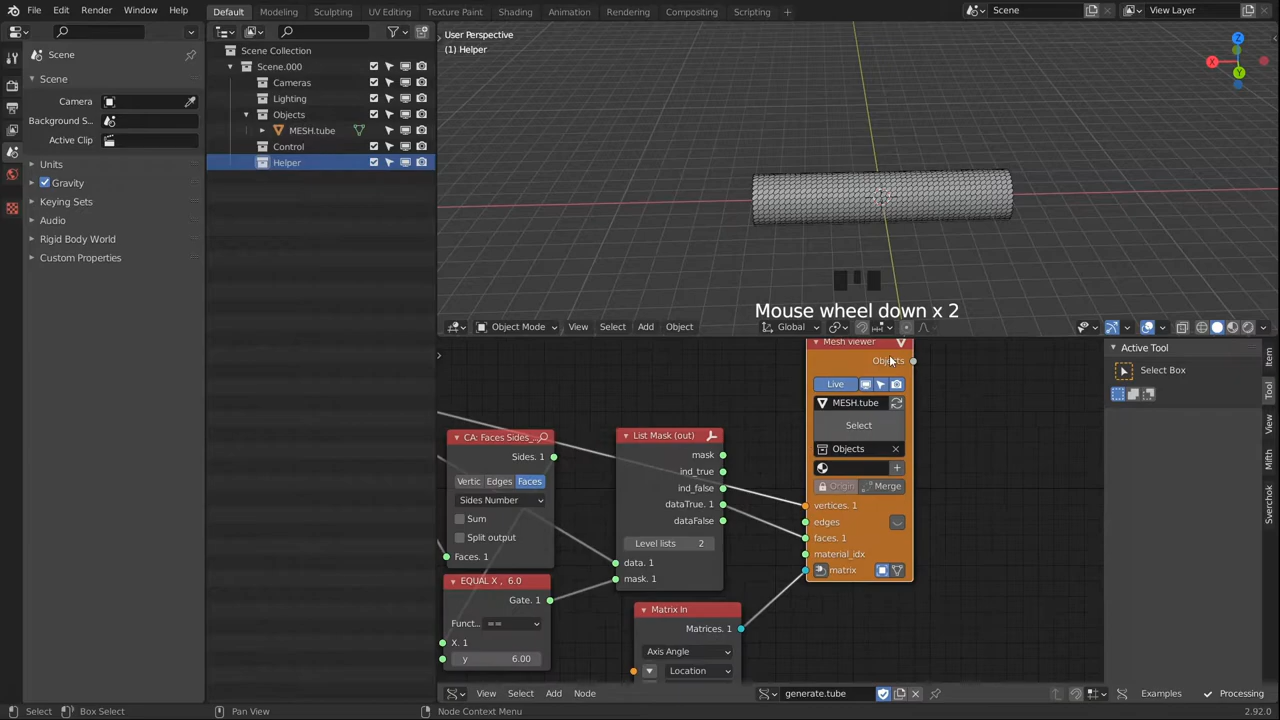 File Edit Render Window Help
Default Modeling Sculpting UV Editing Texture Paint Shading Animation Rendering Compositing Scripting +
Scene
View Layer
Scene
Scene
Camera
Background S...
Active Clip
Units
Gravity
Keying Sets
Audio
Rigid Body World
Custom Properties
Scene Collection
Scene.000
Cameras
Lighting
Objects
MESH.tube
Control
Helper
User Perspective
(1) Helper
Z
X
Y
Mouse wheel down x 2
Object Mode View Select Add Object
Global
CA: Faces Sides_...
Sides. 1
Vertic Edges Faces
Sides Number
Sum
Split output
Faces. 1
EQUAL X , 6.0
Gate. 1
Funct... ==
X. 1
y 6.00
List Mask (out)
mask
ind_true
ind_false
dataTrue. 1
dataFalse
Level lists 2
data. 1
mask. 1
Matrix In
Matrices. 1
Axis Angle
Location
Mesh viewer
Objects
Live
MESH.tube
Select
Objects
Origin Merge
vertices. 1
edges
faces. 1
material_idx
matrix
Active Tool
Select Box
Item
Tool
View
Mith
Sverchok
View Select Add Node
generate.tube
Examples
Processing
Select Box Select Pan View Node Context Menu 2.92.0